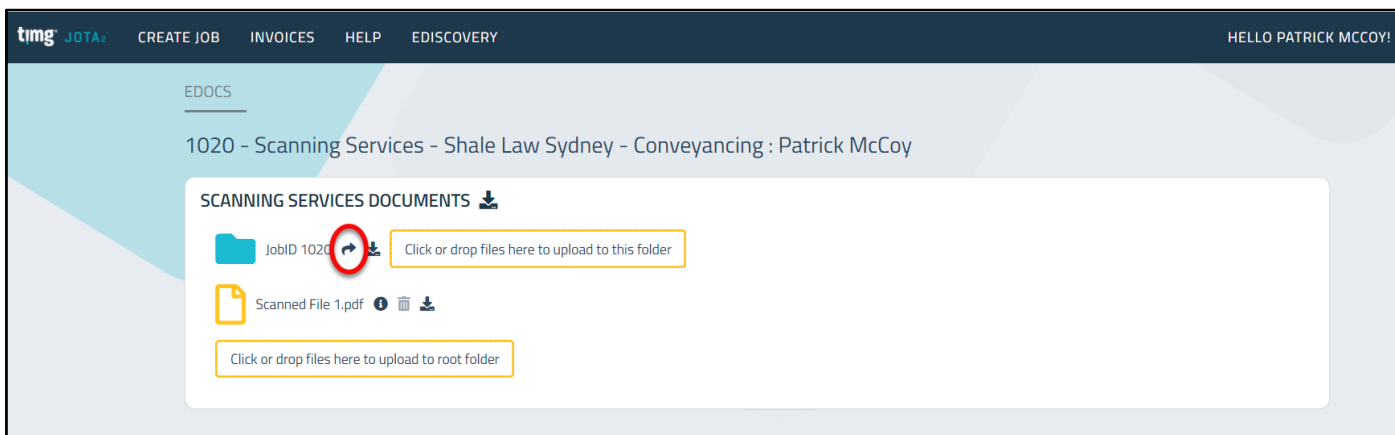 timg JOTA2 CREATE JOB INVOICES HELP EDISCOVERY HELLO PATRICK MCCOY!
EDOCS
1020 - Scanning Services - Shale Law Sydney - Conveyancing : Patrick McCoy
SCANNING SERVICES DOCUMENTS
JobID 1020 Click or drop files here to upload to this folder
Scanned File 1.pdf
Click or drop files here to upload to root folder